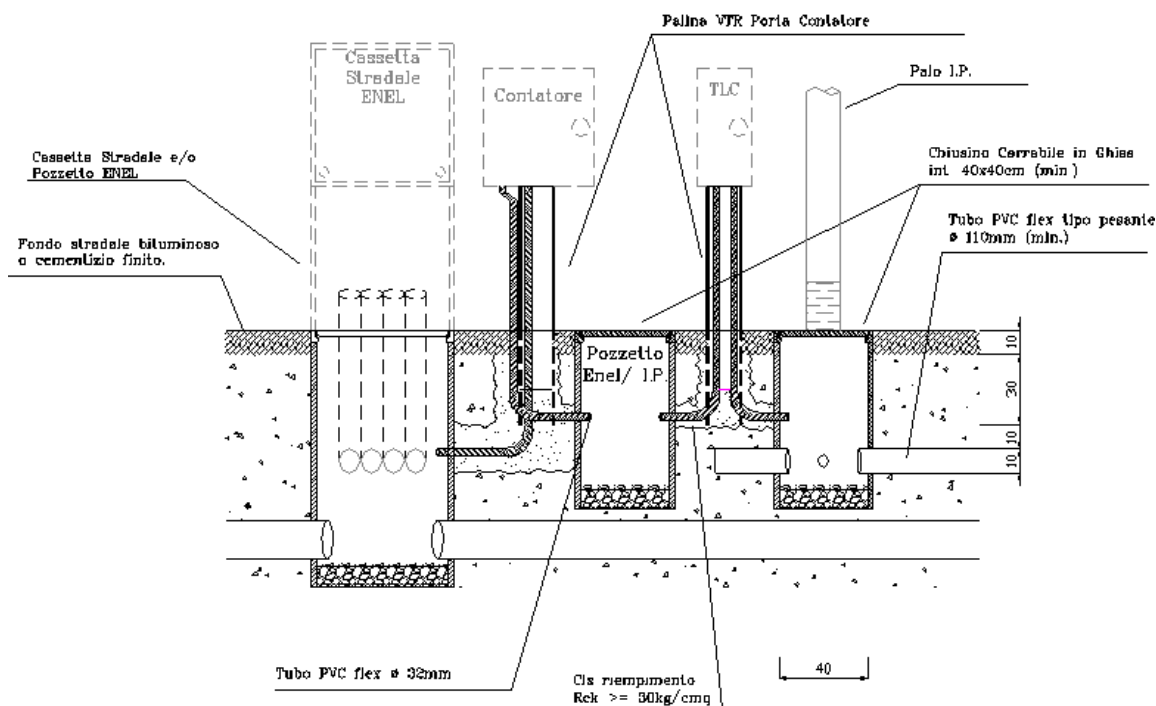 Palina VTR Porta Contatore
Cassetta
Stradale
ENEL
Contatore
TLC
Palo I.P.
Cassetta Stradale e/o
Pozzetto ENEL
Chiusino Carrabile in Ghisa
int. 40x40cm (min.)
Tubo PVC flex tipo pesante
ø 110mm (min.)
Fondo stradale bituminoso
o cementizio finito.
Pozzetto
Enel/ I.P.
10
30
10
10
40
Tubo PVC flex ø 32mm
Cls riempimento
Rck >= 50kg/cmq